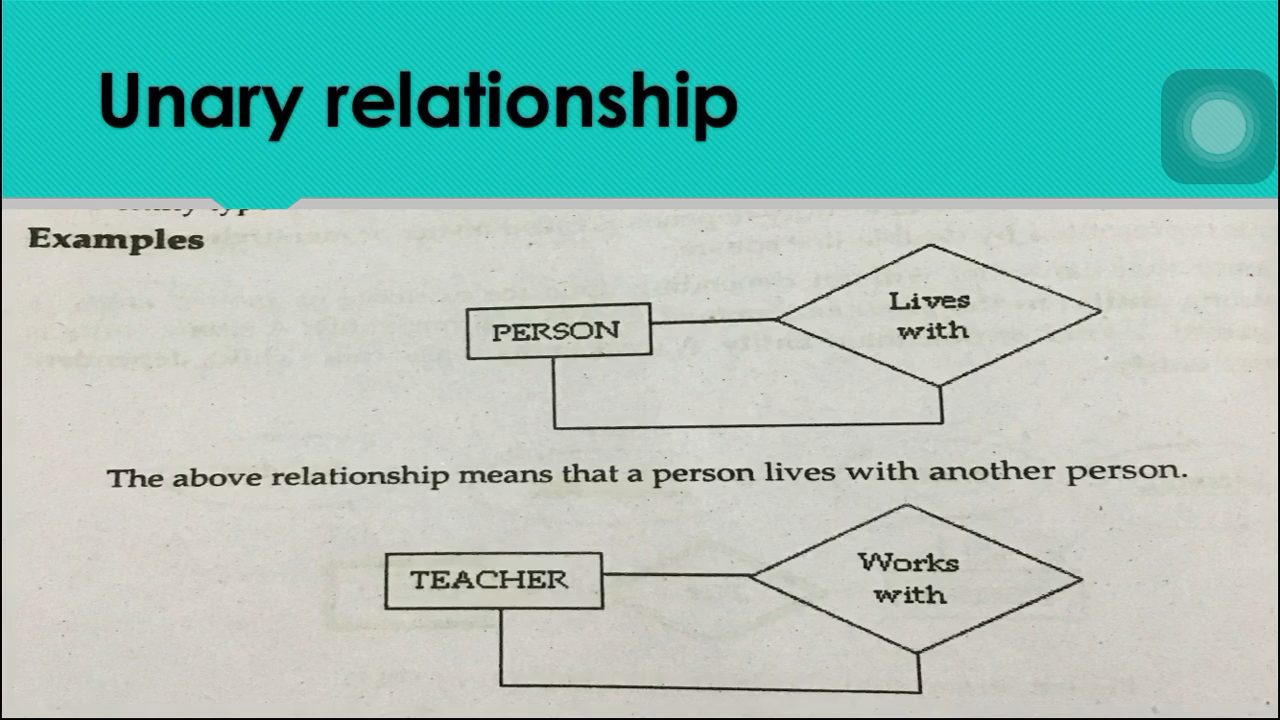 Unary relationship
Examples
PERSON
Lives
with
The above relationship means that a person lives with another person.
TEACHER
Works
with